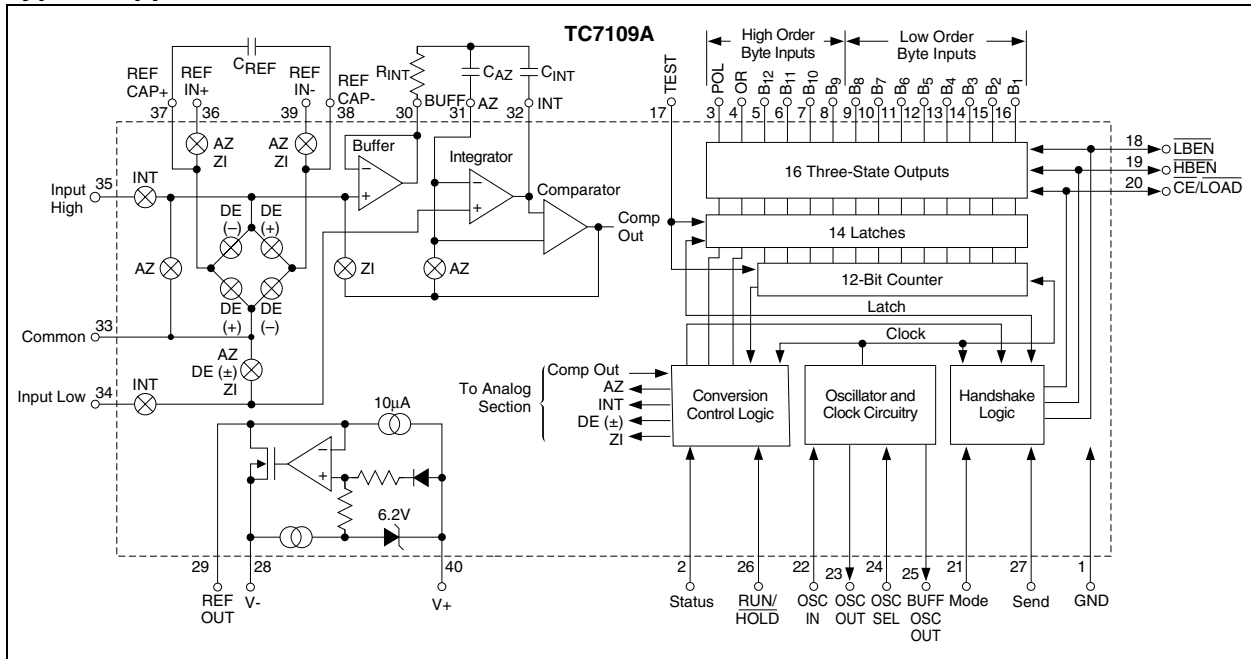 TC7109A
High Order
Byte Inputs
Low Order
Byte Inputs
CREF
RINT
CAZ
CINT
REF
CAP+
REF
IN+
REF
IN-
REF
CAP-
BUFF
AZ
INT
TEST
POL
OR
B12
B11
B10
B9
B8
B7
B6
B5
B4
B3
B2
B1
37
36
39
38
30
31
32
17
3
4
5
6
7
8
9
10
11
12
13
14
15
16
AZ
ZI
AZ
ZI
Buffer
Integrator
Comparator
Comp
Out
16 Three-State Outputs
18
LBEN
19
HBEN
20
CE/LOAD
Input
High
35
INT
DE
(–)
DE
(+)
AZ
ZI
AZ
DE
(+)
DE
(–)
14 Latches
12-Bit Counter
Latch
Clock
Common
33
AZ
DE (±)
ZI
Input Low
34
INT
To Analog
Section
Comp Out
AZ
INT
DE (±)
ZI
Conversion
Control Logic
Oscillator and
Clock Circuitry
Handshake
Logic
10μA
6.2V
– + – + – +
29
28
40
2
26
22
23
24
25
21
27
1
REF
OUT
V-
V+
Status
RUN/
HOLD
OSC
IN
OSC
OUT
OSC
SEL
BUFF
OSC
OUT
Mode
Send
GND